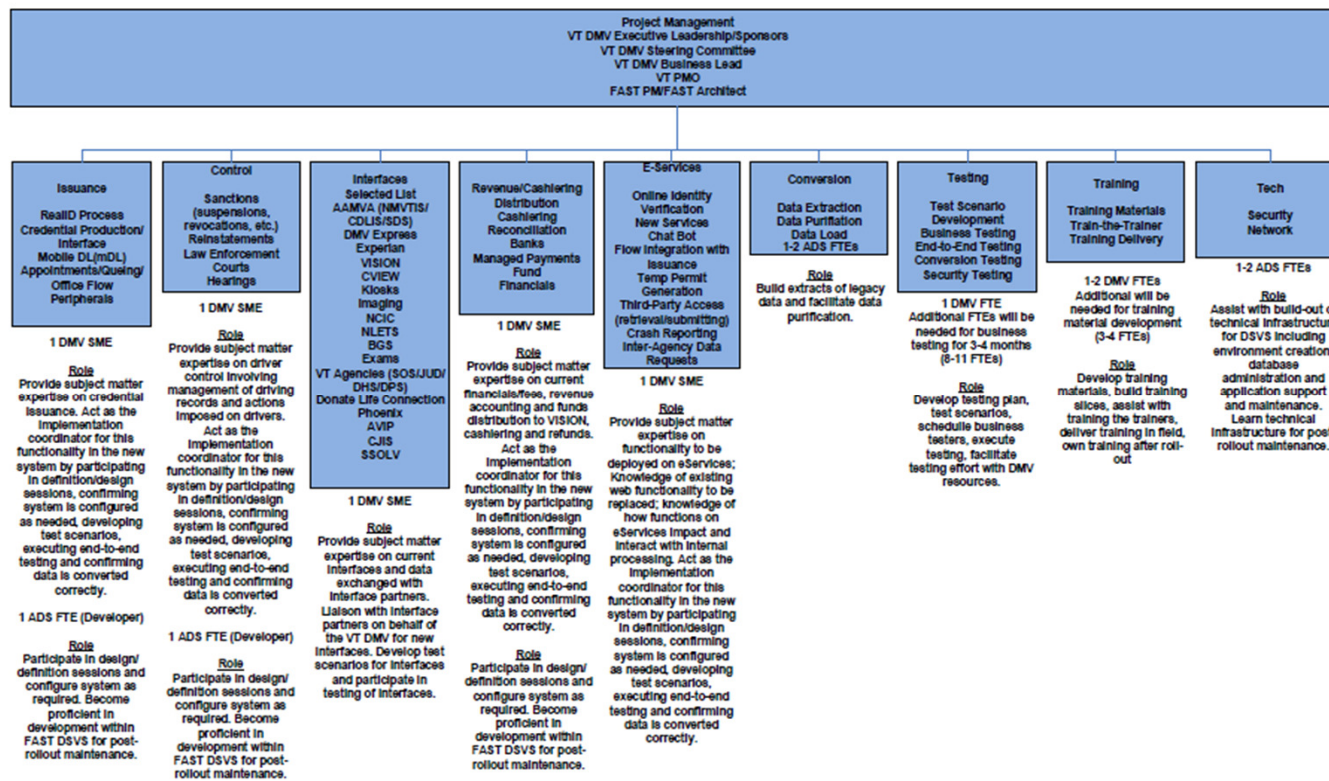 Project Management
VT DMV Executive Leadership/Sponsors
VT DMV Steering Committee
VT DMV Business Lead
VT PMO
FAST PM/FAST Architect
Issuance
RealID Process
Credential Production/
Interface
Mobile DL(mDL)
Appointments/Queing/
Office Flow
Peripherals
1 DMV SME
Role
Provide subject matter
expertise on credential
issuance. Act as the
implementation
coordinator for this
functionality in the new
system by participating
in definition/design
sessions, confirming
system is configured
as needed, developing
test scenarios,
executing end-to-end
testing and confirming
data is converted
correctly.
1 ADS FTE (Developer)
Role
Participate in design/
definition sessions and
configure system as
required. Become
proficient in
development within
FAST DSVS for post-
rollout maintenance.
Control
Sanctions
(suspensions,
revocations, etc.)
Reinstatements
Law Enforcement
Courts
Hearings
1 DMV SME
Role
Provide subject matter
expertise on driver
control involving
management of driving
records and actions
imposed on drivers.
Act as the
implementation
coordinator for this
functionality in the new
system by participating
in definition/design
sessions, confirming
system is configured
as needed, developing
test scenarios,
executing end-to-end
testing and confirming
data is converted
correctly.
1 ADS FTE (Developer)
Role
Participate in design/
definition sessions and
configure system as
required. Become
proficient in
development within
FAST DSVS for post-
rollout maintenance.
Interfaces
Selected List
AAMVA (NMVTIS/
CDLIS/SDS)
DMV Express
Experian
VISION
CVIEW
Kiosks
Imaging
NCIC
NLETS
BGS
Exams
VT Agencies (SOS/JUD/
DHS/DPS)
Donate Life Connection
Phoenix
AVIP
CJIS
SSOLV
1 DMV SME
Role
Provide subject matter
expertise on current
interfaces and data
exchanged with
interface partners.
Liaison with interface
partners on behalf of
the VT DMV for new
interfaces. Develop test
scenarios for interfaces
and participate in
testing of interfaces.
Revenue/Cashiering
Distribution
Cashiering
Reconciliation
Banks
Managed Payments
Fund
Financials
1 DMV SME
Role
Provide subject matter
expertise on current
financials/fees, revenue
accounting and funds
distribution to VISION,
cashiering and refunds.
Act as the
implementation
coordinator for this
functionality in the new
system by participating
in definition/design
sessions, confirming
system is configured
as needed, developing
test scenarios,
executing end-to-end
testing and confirming
data is converted
correctly.
Role
Participate in design/
definition sessions and
configure system as
required. Become
proficient in
development within
FAST DSVS for post-
rollout maintenance.
E-Services
Online Identity
Verification
New Services
Chat Bot
Flow Integration with
Issuance
Temp Permit
Generation
Third-Party Access
(retrieval/submitting)
Crash Reporting
Inter-Agency Data
Requests
1 DMV SME
Role
Provide subject matter
expertise on
functionality to be
deployed on eServices;
Knowledge of existing
web functionality to be
replaced; knowledge of
how functions on
eServices impact and
interact with internal
processing. Act as the
implementation
coordinator for this
functionality in the new
system by participating
in definition/design
sessions, confirming
system is configured
as needed, developing
test scenarios,
executing end-to-end
testing and confirming
data is converted
correctly.
Conversion
Data Extraction
Data Purifiation
Data Load
1-2 ADS FTEs
Role
Build extracts of legacy
data and facilitate data
purification.
Testing
Test Scenario
Development
Business Testing
End-to-End Testing
Conversion Testing
Security Testing
1 DMV FTE
Additional FTEs will be
needed for business
testing for 3-4 months
(8-11 FTEs)
Role
Develop testing plan,
test scenarios,
schedulle business
testers, execute
testing, facilitate
testing effort with DMV
resources.
Training
Training Materials
Train-the-Trainer
Training Delivery
1-2 DMV FTEs
Additional will be
needed for training
material development
(3-4 FTEs)
Role
Develop training
materials, build training
slices, assist with
training the trainers,
deliver training in field,
own training after roll-
out
Tech
Security
Network
1-2 ADS FTEs
Role
Assist with build-out o
technical infrastructur
for DSVS including
environment creation,
database
administration and
application support
and maintenance.
Learn technical
infrastructure for post-
rollout maintenance.